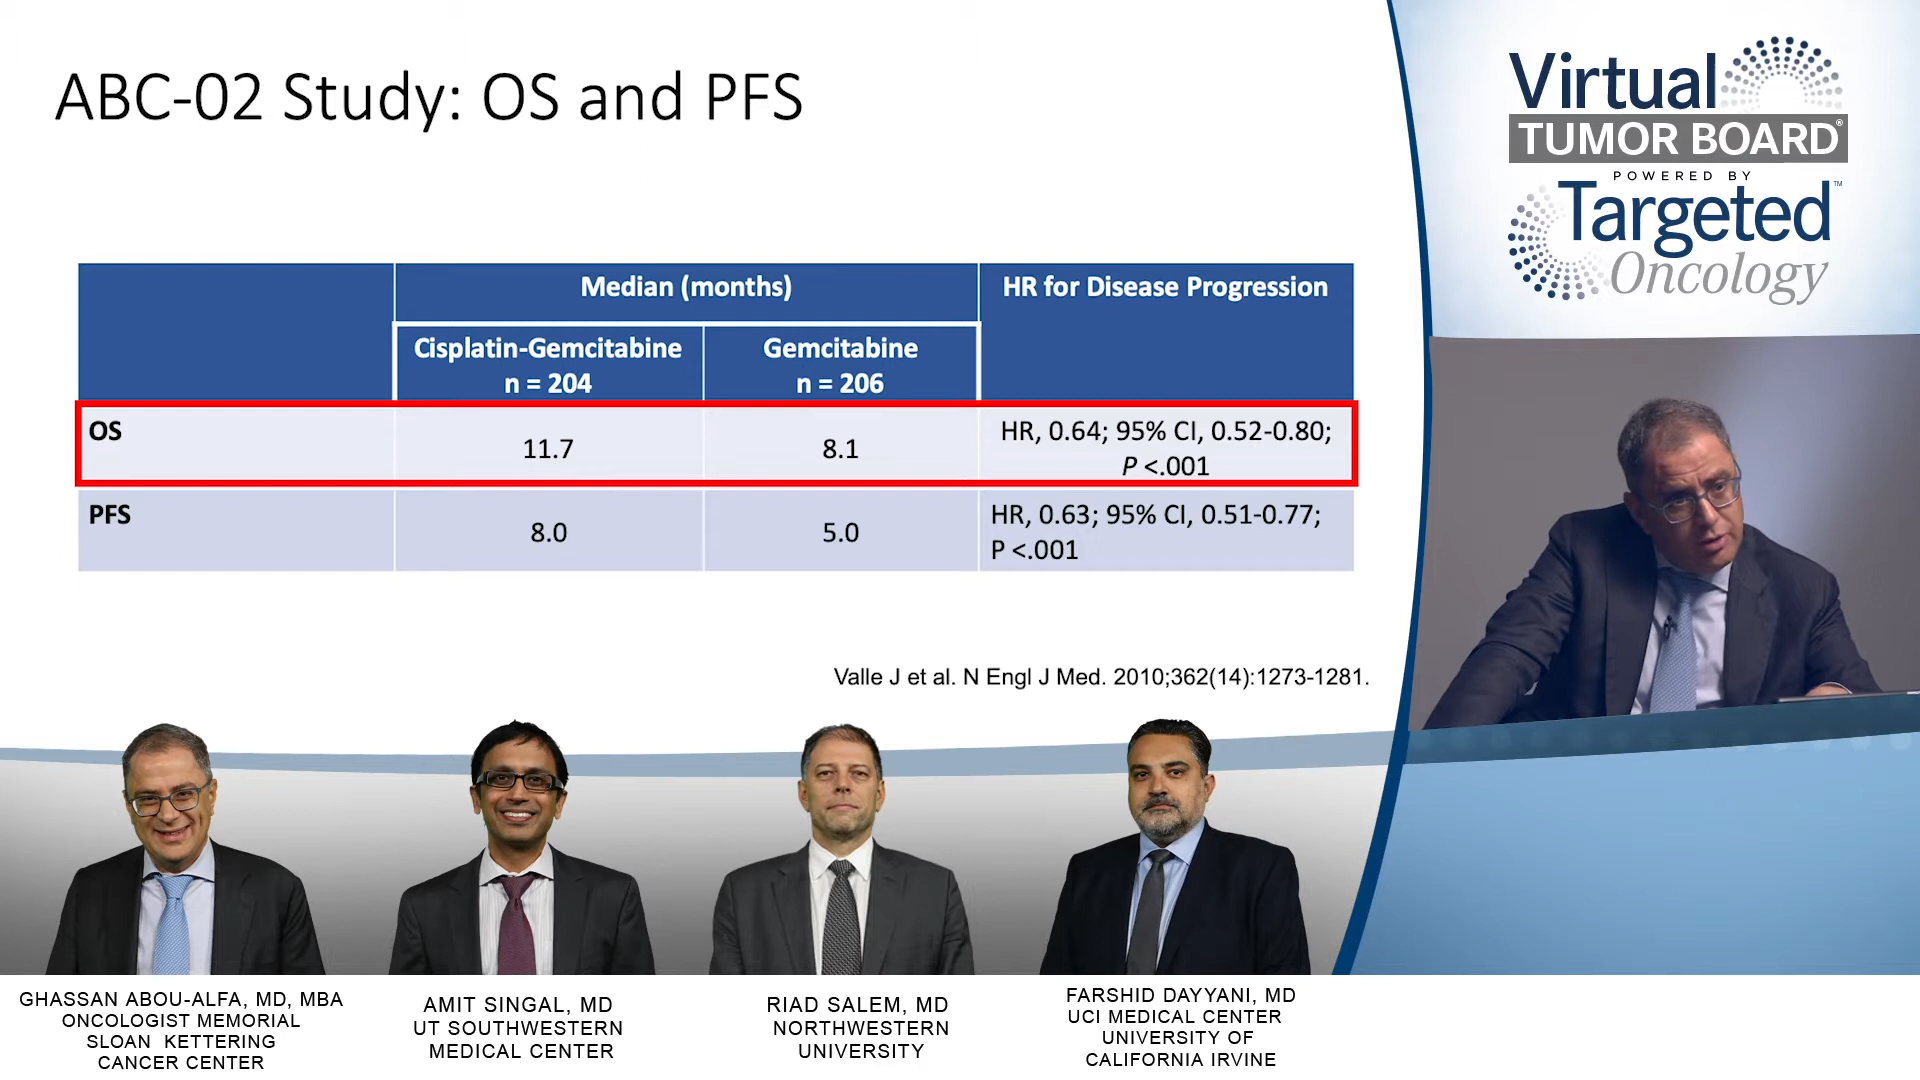 ABC-02 Study: OS and PFS
Virtual
TUMOR BOARD®
POWERED BY
Targeted™
Oncology
Median (months)
HR for Disease Progression
Cisplatin-Gemcitabine
n = 204
Gemcitabine
n = 206
OS
11.7
8.1
HR, 0.64; 95% CI, 0.52-0.80;
P <.001
PFS
8.0
5.0
HR, 0.63; 95% CI, 0.51-0.77;
P <.001
Valle J et al. N Engl J Med. 2010;362(14):1273-1281.
GHASSAN ABOU-ALFA, MD, MBA
ONCOLOGIST MEMORIAL
SLOAN KETTERING
CANCER CENTER
AMIT SINGAL, MD
UT SOUTHWESTERN
MEDICAL CENTER
RIAD SALEM, MD
NORTHWESTERN
UNIVERSITY
FARSHID DAYYANI, MD
UCI MEDICAL CENTER
UNIVERSITY OF
CALIFORNIA IRVINE